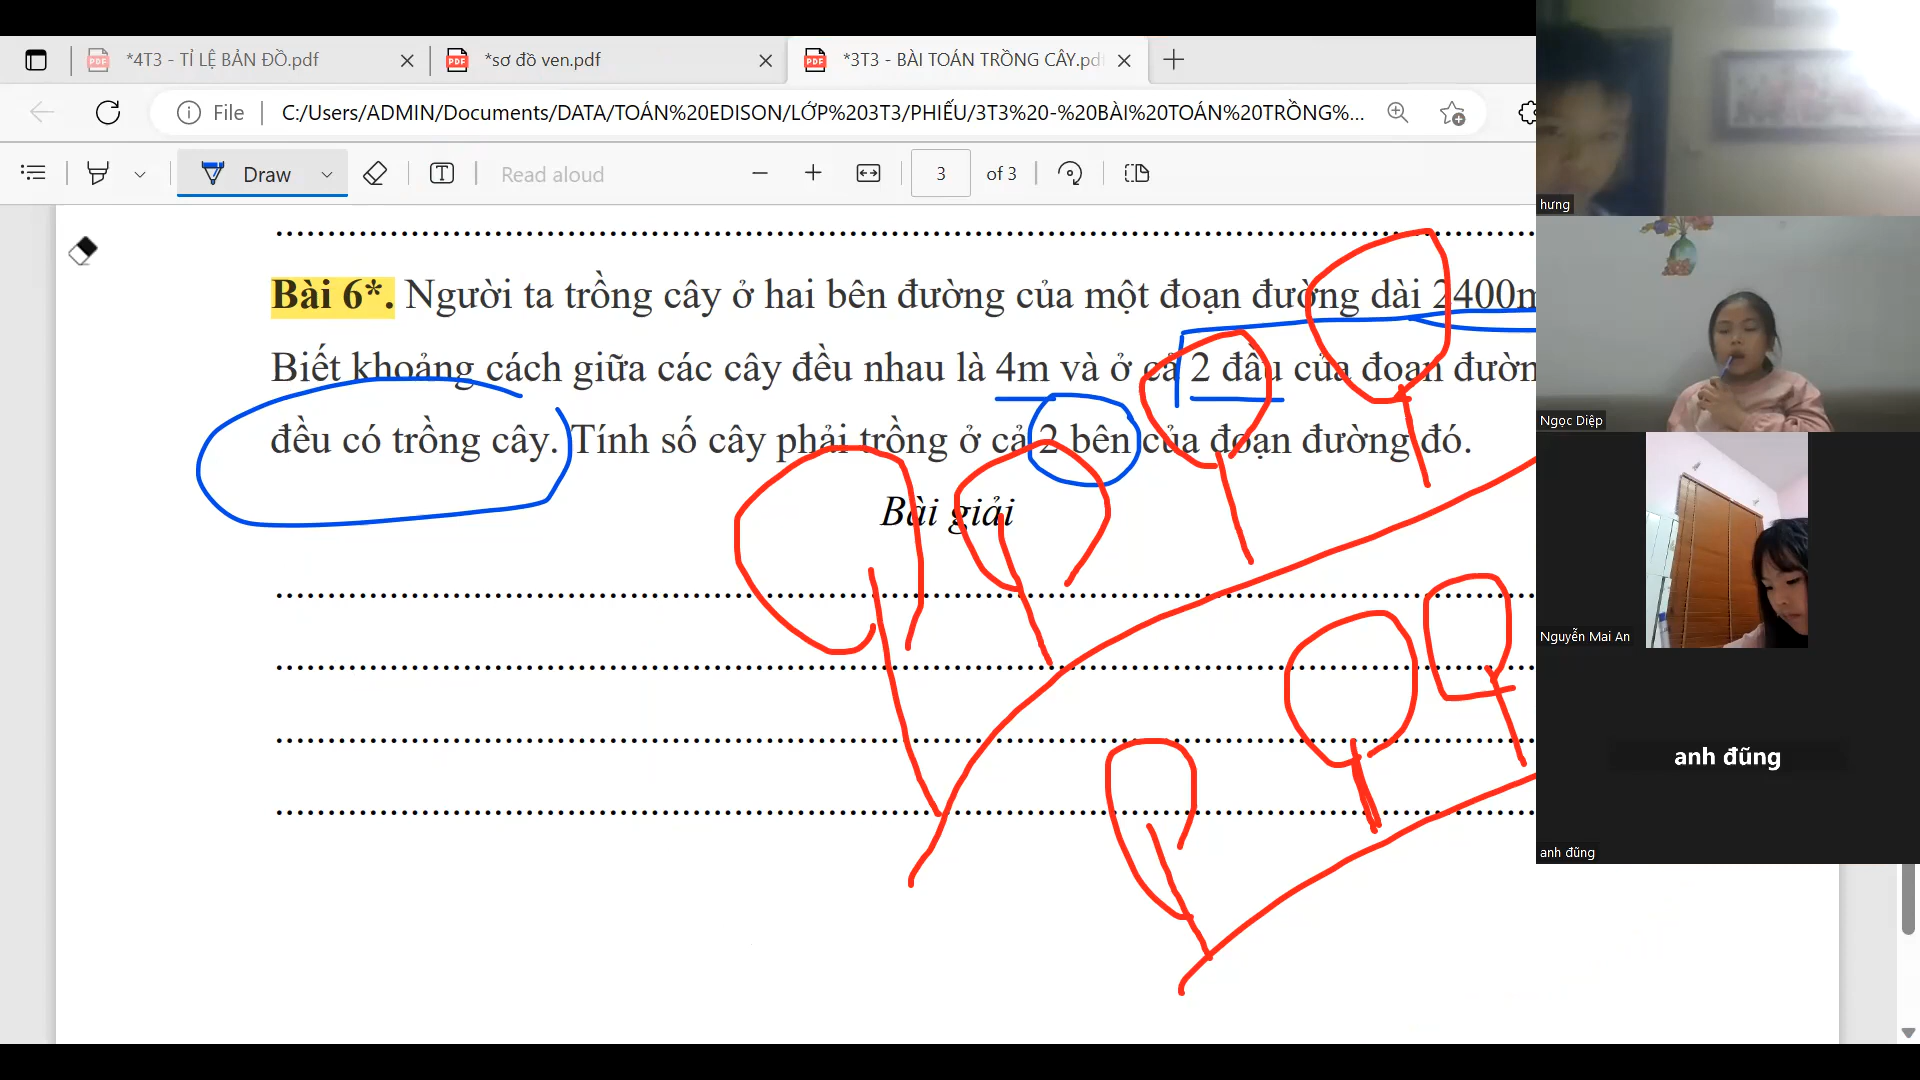 *4T3 - TỈ LỆ BẢN ĐỒ.pdf
*sơ đồ ven.pdf
*3T3 - BÀI TOÁN TRỒNG CÂY.pd
File
C:/Users/ADMIN/Documents/DATA/TOÁN%20EDISON/LỚP%203T3/PHIẾU/3T3%20-%20BÀI%20TOÁN%20TRỒNG%...
Draw
Read aloud
3
of 3
Bài 6*. Người ta trồng cây ở hai bên đường của một đoạn đường dài 2400m
Biết khoảng cách giữa các cây đều nhau là 4m và ở cả 2 đầu của đoạn đườn
đều có trồng cây. Tính số cây phải trồng ở cả 2 bên của đoạn đường đó.
Bài giải
hưng
Ngọc Diệp
Nguyễn Mai An
anh đũng
anh đũng